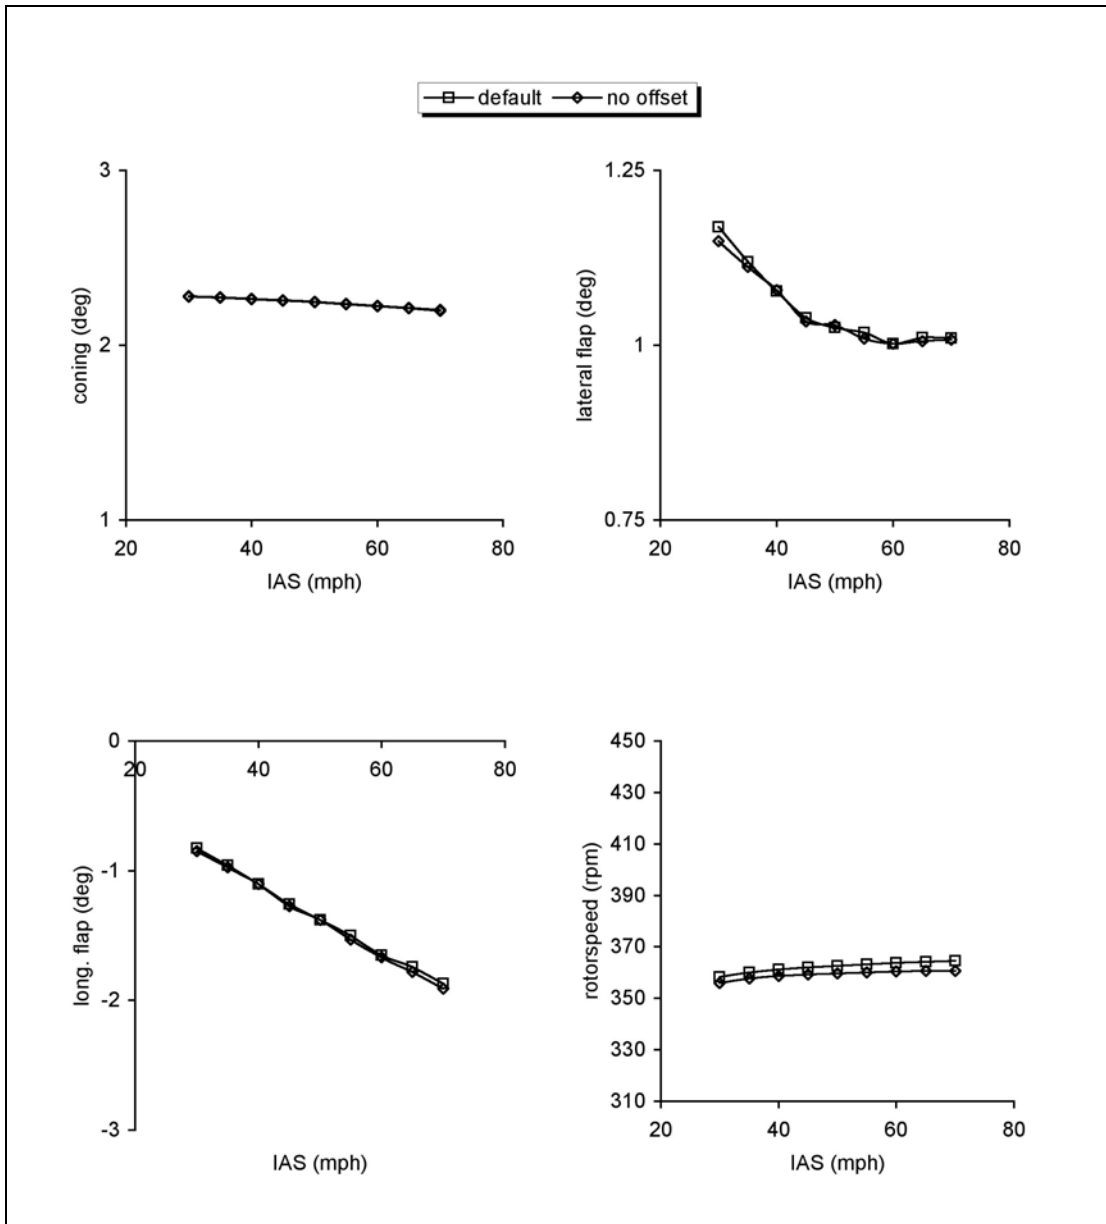 default no offset
3
2
1
20 40 60 80
IAS (mph)
coning (deg)
1.25
1
0.75
20 40 60 80
IAS (mph)
lateral flap (deg)
0
20 40 60 80
-1
-2
-3
IAS (mph)
long. flap (deg)
450
430
410
390
370
350
330
310
20 40 60 80
IAS (mph)
rotorspeed (rpm)